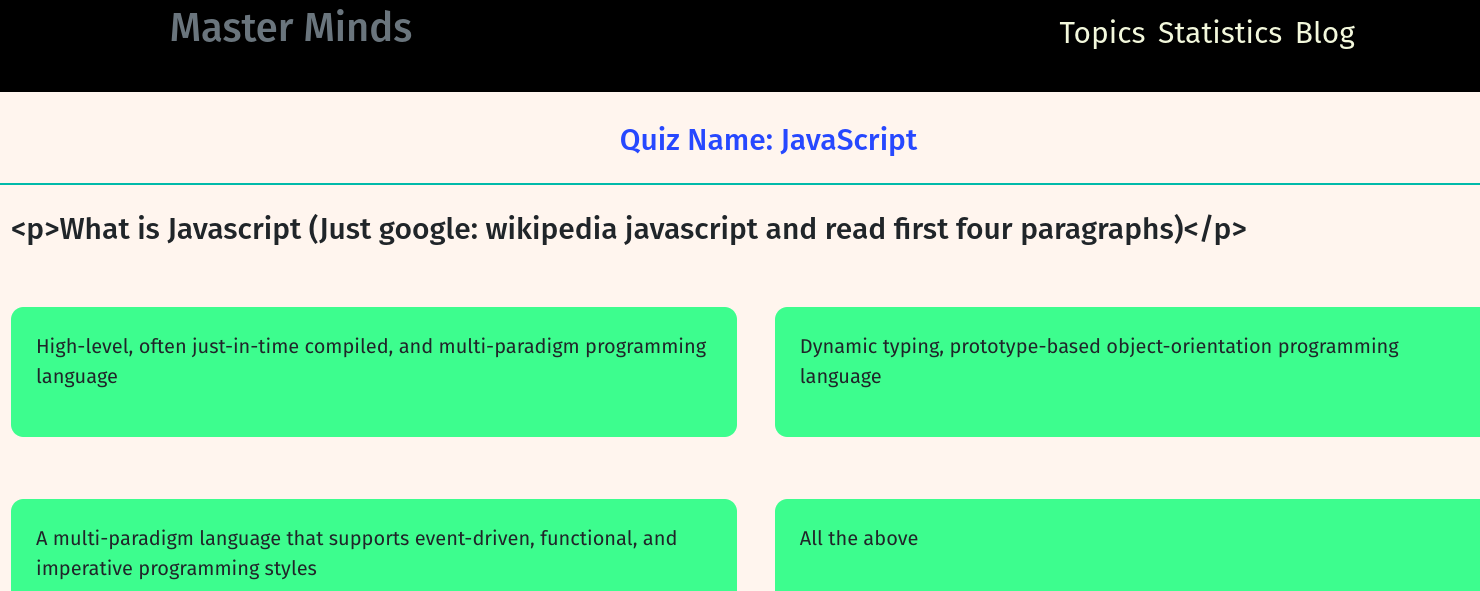 Master Minds
Topics Statistics Blog
Quiz Name: JavaScript
<p>What is Javascript (Just google: wikipedia javascript and read first four paragraphs)</p>
High-level, often just-in-time compiled, and multi-paradigm programming
language
Dynamic typing, prototype-based object-orientation programming
language
A multi-paradigm language that supports event-driven, functional, and
imperative programming styles
All the above